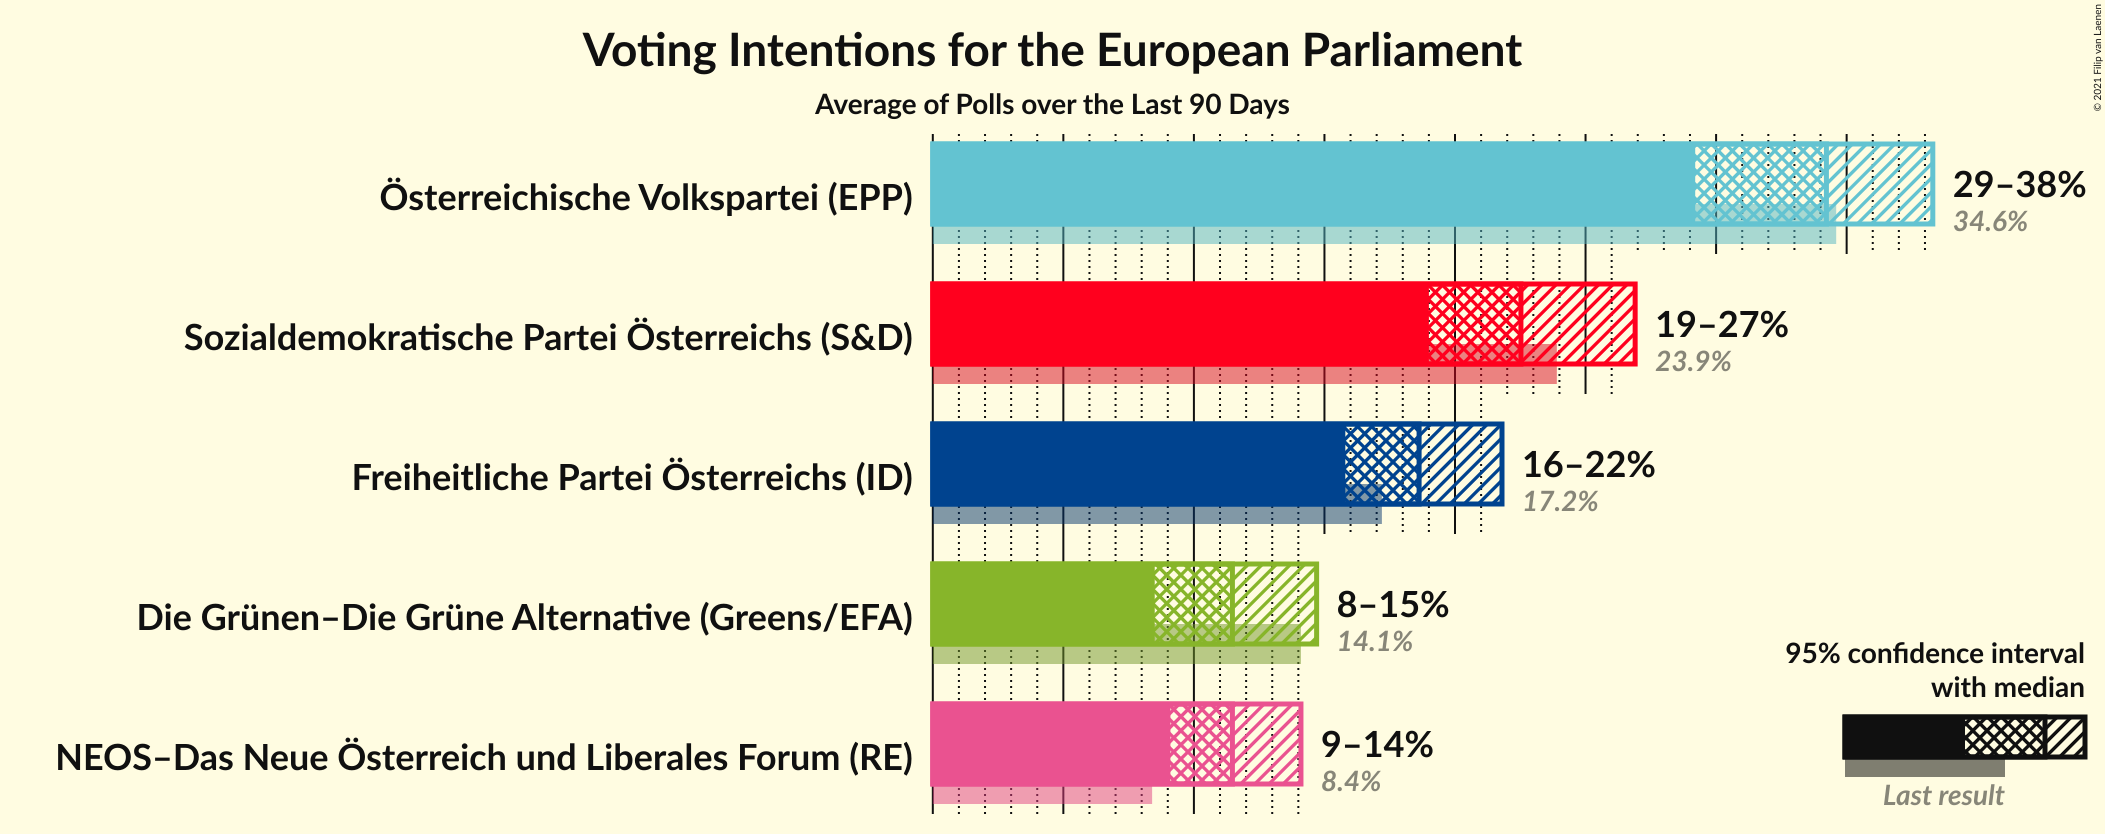 Voting Intentions for the European Parliament
Average of Polls over the Last 90 Days
© 2021 Filip van Laenen
Österreichische Volkspartei (EPP)
29–38%
34.6%
Sozialdemokratische Partei Österreichs (S&D)
19–27%
23.9%
Freiheitliche Partei Österreichs (ID)
16–22%
17.2%
Die Grünen–Die Grüne Alternative (Greens/EFA)
8–15%
14.1%
NEOS–Das Neue Österreich und Liberales Forum (RE)
9–14%
8.4%
95% confidence interval
with median
Last result